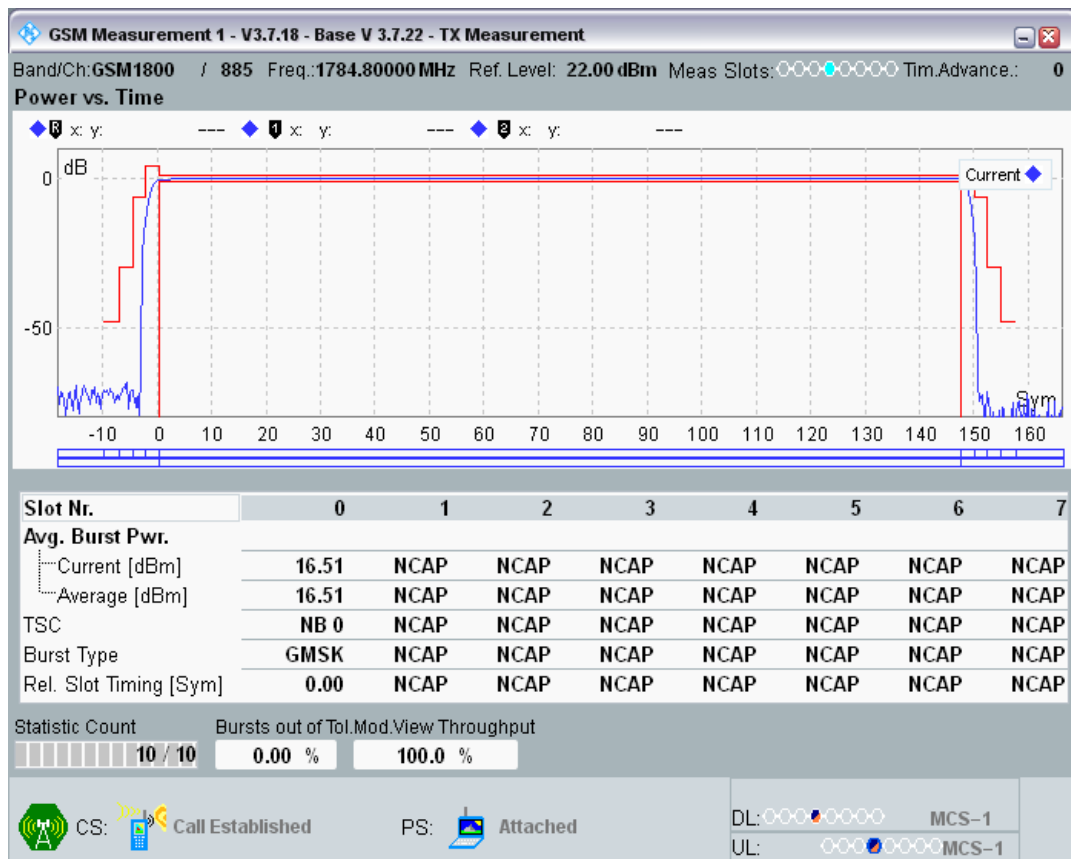 GSM Measurement 1 - V3.7.18 - Base V 3.7.22 - TX Measurement
Band/Ch:GSM1800 / 885 Freq.:1784.80000 MHz Ref. Level: 22.00 dBm Meas Slots: Tim.Advance.: 0
Power vs. Time
R x: y: --- 1 x: y: --- 2 x: y: ---
dB
Current
0
-50
Sym
-10 0 10 20 30 40 50 60 70 80 90 100 110 120 130 140 150 160
Slot Nr. 0 1 2 3 4 5 6 7
Avg. Burst Pwr.
Current [dBm] 16.51 NCAP NCAP NCAP NCAP NCAP NCAP NCAP
Average [dBm] 16.51 NCAP NCAP NCAP NCAP NCAP NCAP NCAP
TSC NB 0 NCAP NCAP NCAP NCAP NCAP NCAP NCAP
Burst Type GMSK NCAP NCAP NCAP NCAP NCAP NCAP NCAP
Rel. Slot Timing [Sym] 0.00 NCAP NCAP NCAP NCAP NCAP NCAP NCAP
Statistic Count Bursts out of Tol.Mod.View Throughput
10 / 10 0.00 % 100.0 %
CS: Call Established PS: Attached
DL: MCS-1
UL: MCS-1